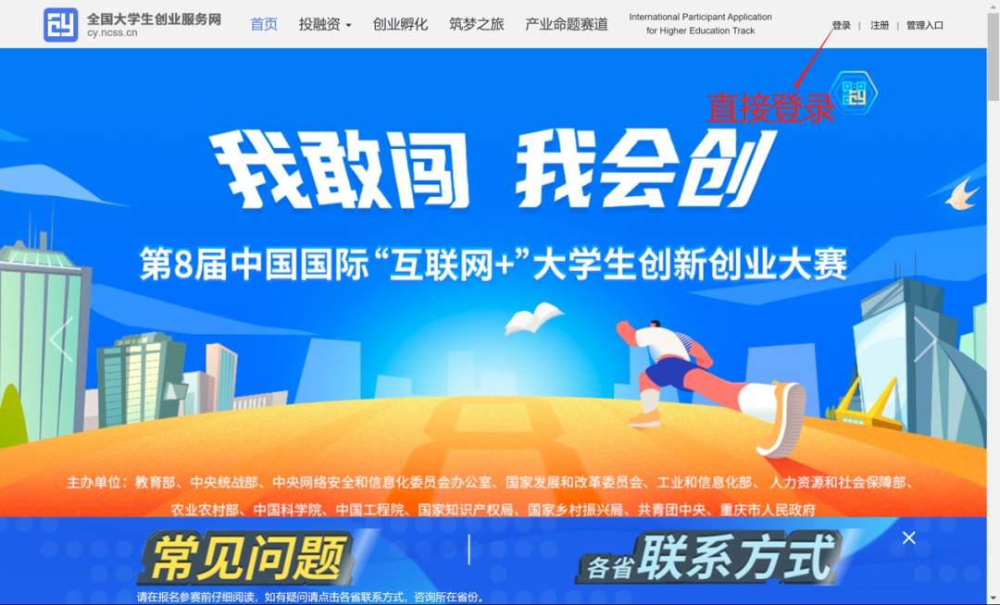 全国大学生创业服务网
cy.ncss.cn
首页 投融资 创业孵化 筑梦之旅 产业命题赛道
International Participant Application
for Higher Education Track
登录 | 注册 | 管理入口
直接登录
我敢闯 我会创
第8届中国国际“互联网+”大学生创新创业大赛
主办单位：教育部、中央统战部、中央网络安全和信息化委员会办公室、国家发展和改革委员会、工业和信息化部、人力资源和社会保障部、
农业农村部、中国科学院、中国工程院、国家知识产权局、国家乡村振兴局、共青团中央、重庆市人民政府
常见问题
各省联系方式
请在报名参赛前仔细阅读，如有疑问请点击各省联系方式，咨询所在省份。